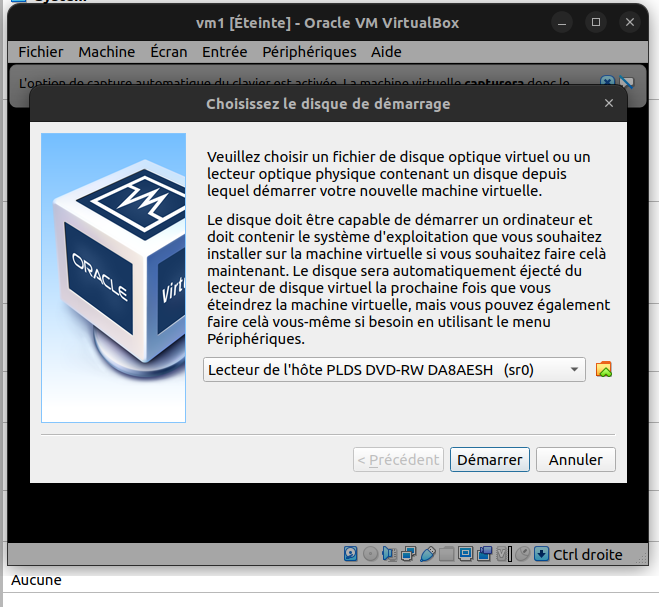 vm1 [Éteinte] - Oracle VM VirtualBox
Fichier Machine Écran Entrée Périphériques Aide
L'option de capture automatique du clavier est activée. La machine virtuelle capturera donc le
Choisissez le disque de démarrage
Veuillez choisir un fichier de disque optique virtuel ou un
lecteur optique physique contenant un disque depuis
lequel démarrer votre nouvelle machine virtuelle.
Le disque doit être capable de démarrer un ordinateur et
doit contenir le système d'exploitation que vous souhaitez
installer sur la machine virtuelle si vous souhaitez faire celà
maintenant. Le disque sera automatiquement éjecté du
lecteur de disque virtuel la prochaine fois que vous
éteindrez la machine virtuelle, mais vous pouvez également
faire celà vous-même si besoin en utilisant le menu
Périphériques.
ORACLE
Virtu
Lecteur de l'hôte PLDS DVD-RW DA8AESH (sr0)
< Précédent Démarrer Annuler
Ctrl droite
Aucune